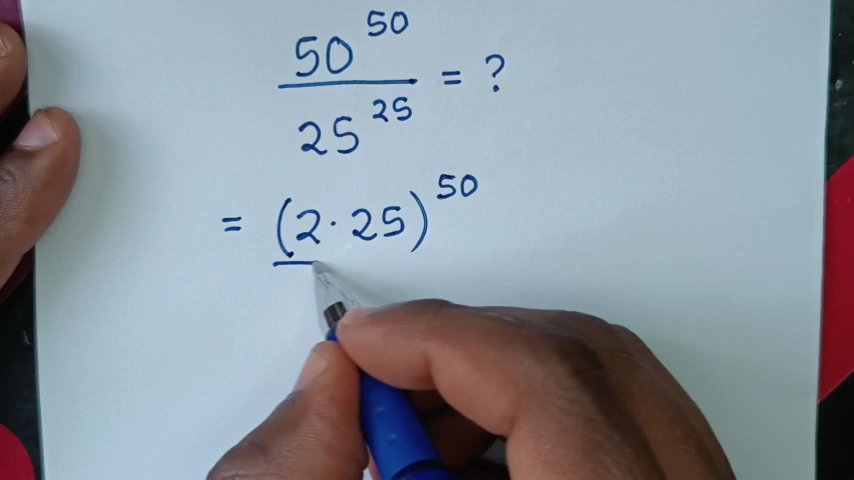 50^50 / 25^25 = ?
= (2·25)^50